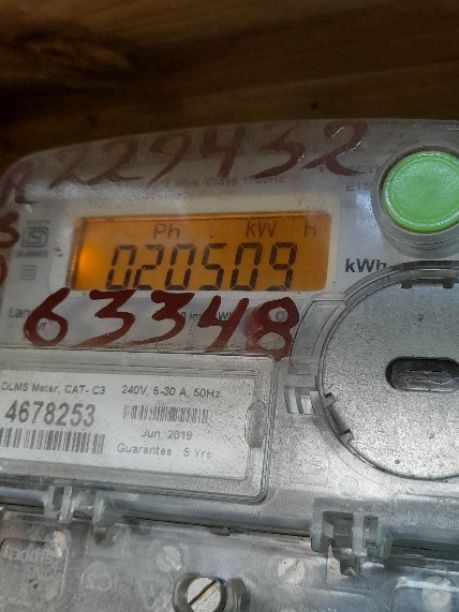 229452
Ph kW h
020509
kWh
63348
DLMS Meter, CAT- C3 240V, 5-30 A, 50Hz
4678253
Jun, 2019
Guarantee : 5 Yrs